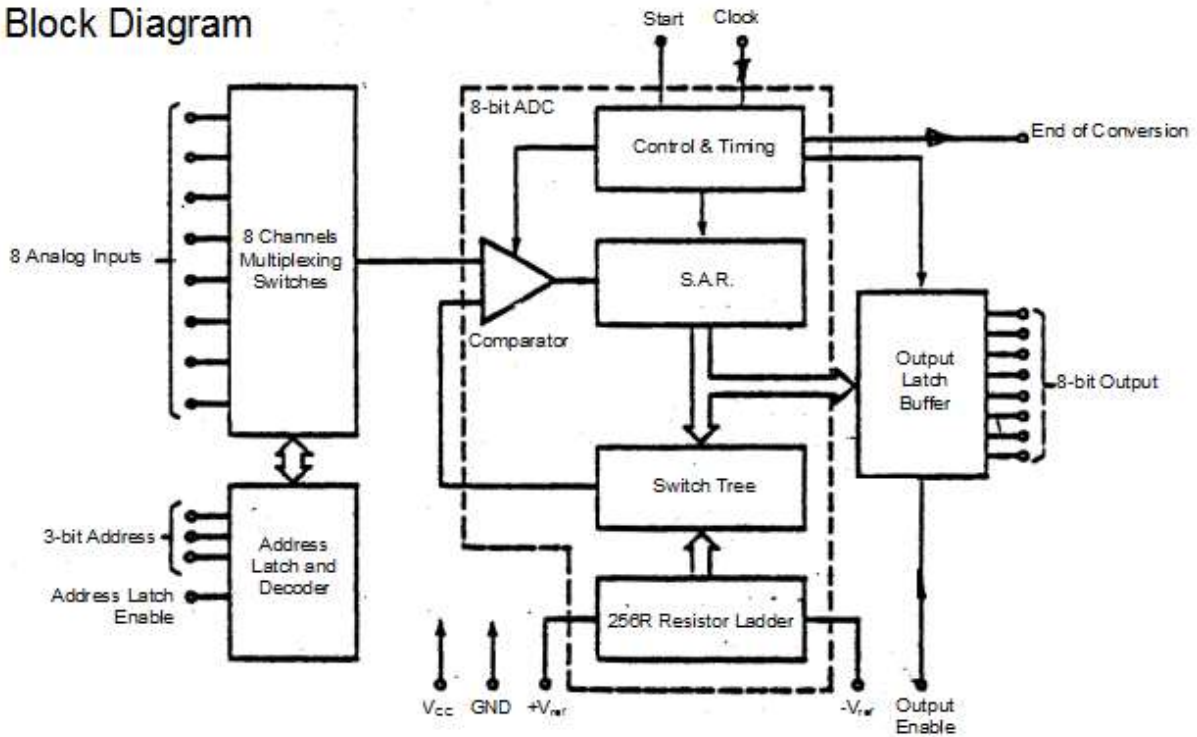 Block Diagram
Start
Clock
8-bit ADC
Control & Timing
End of Conversion
8 Analog Inputs
8 Channels
Multiplexing
Switches
S.A.R.
Comparator
Output
Latch
Buffer
8-bit Output
Switch Tree
3-bit Address
Address
Latch and
Decoder
Address Latch
Enable
256R Resistor Ladder
VCC
GND
+Vref
-Vref
Output
Enable